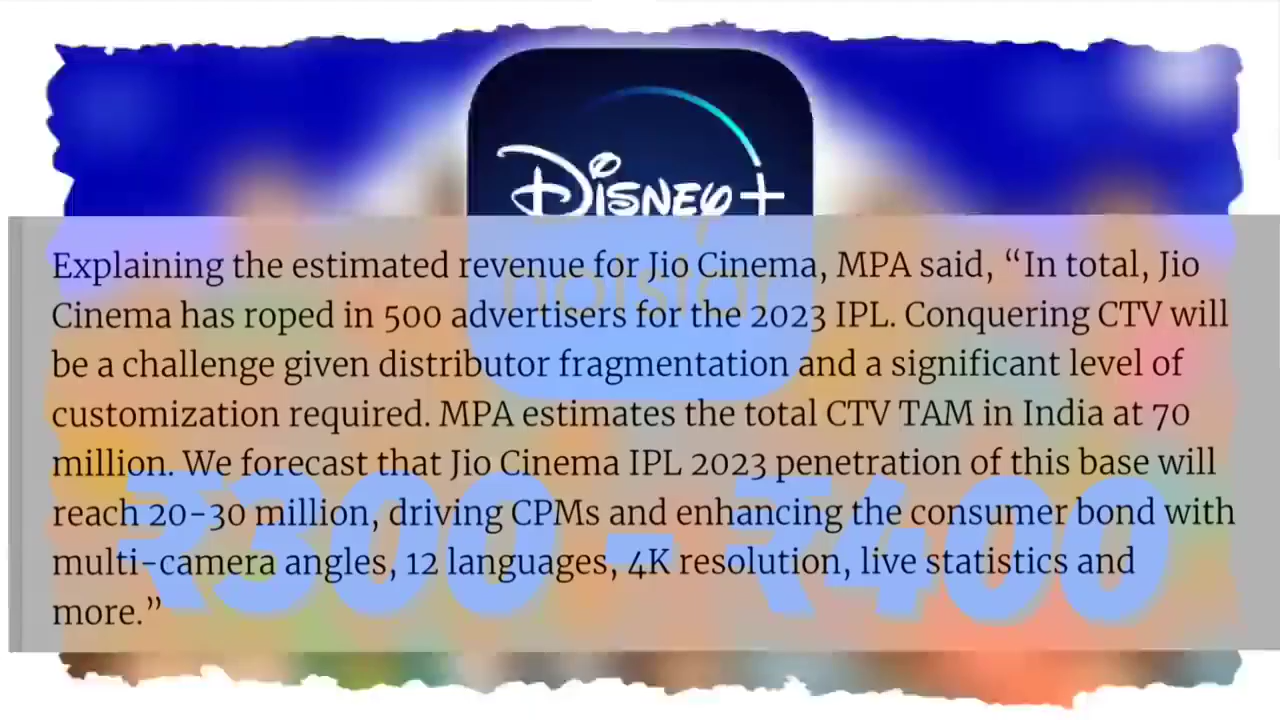 Disney+
hotstar
Explaining the estimated revenue for Jio Cinema, MPA said, “In total, Jio
Cinema has roped in 500 advertisers for the 2023 IPL. Conquering CTV will
be a challenge given distributor fragmentation and a significant level of
customization required. MPA estimates the total CTV TAM in India at 70
million. We forecast that Jio Cinema IPL 2023 penetration of this base will
reach 20-30 million, driving CPMs and enhancing the consumer bond with
multi-camera angles, 12 languages, 4K resolution, live statistics and
more.”
₹300 - ₹400